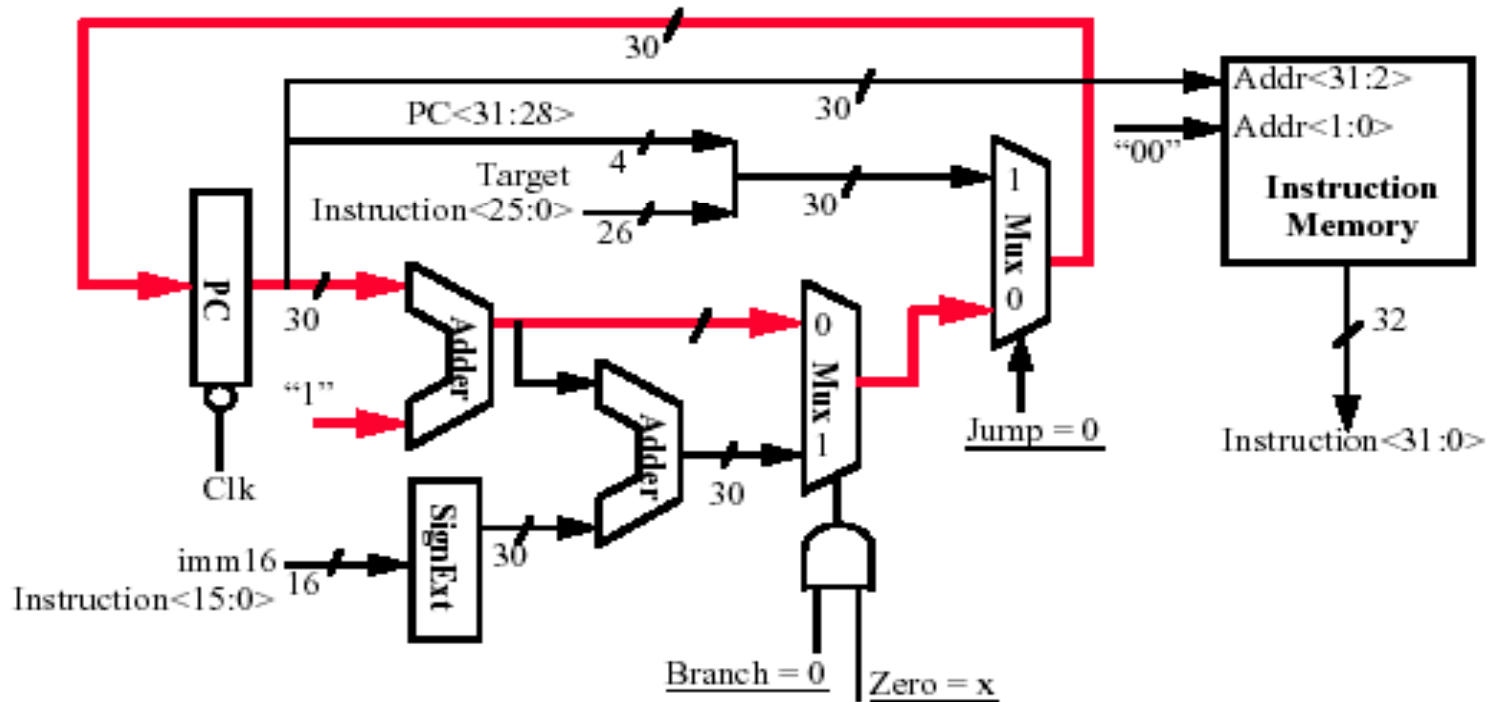 30
30
Addr<31:2>
PC<31:28>
4
"00"
Addr<1:0>
Target
Instruction<25:0>
26
30
1
Mux
0
Instruction
Memory
PC
30
Adder
0
Mux
1
32
"1"
Adder
Jump = 0
Instruction<31:0>
Clk
30
SignExt
30
imm16
Instruction<15:0>
16
Branch = 0
Zero = x